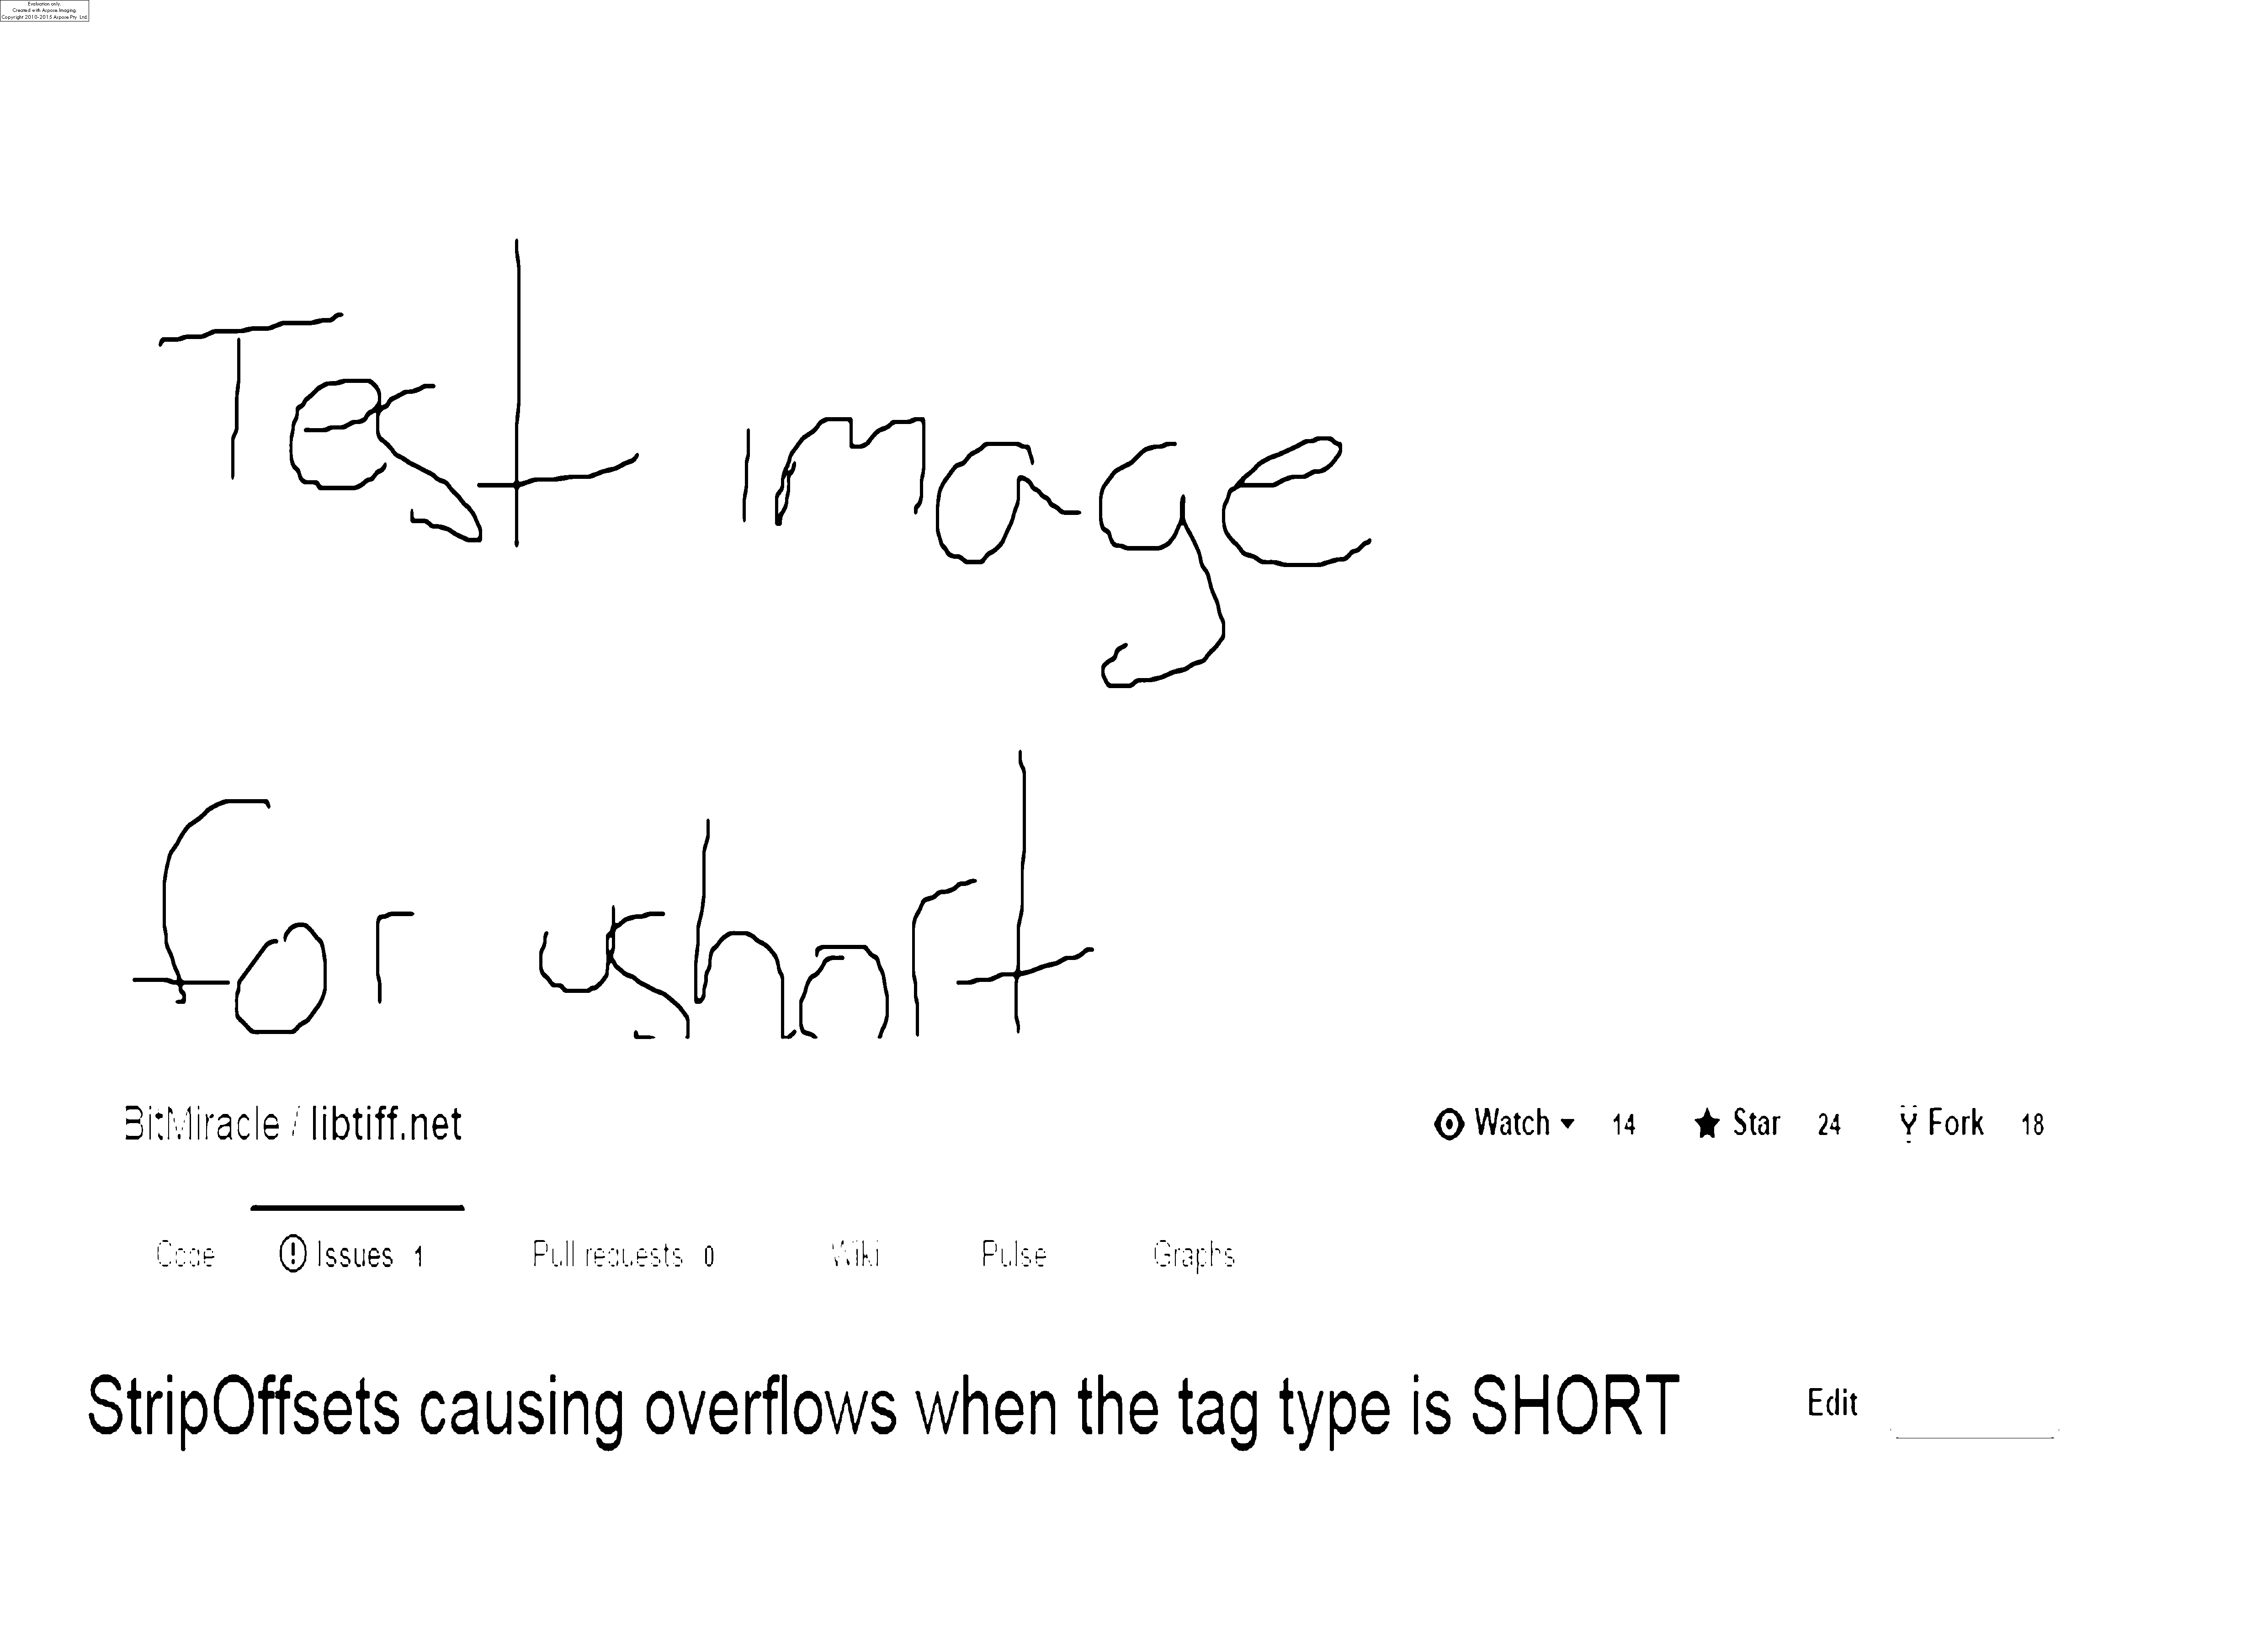 Evaluation only.
Created with Aspose.Imaging.
Copyright 2010-2015 Aspose Pty Ltd.
Test image
for ushort
BitMiracle / libtiff.net Watch 14 Star 24 Fork 18
Code Issues 1 Pull requests 0 Wiki Pulse Graphs
StripOffsets causing overflows when the tag type is SHORT Edit